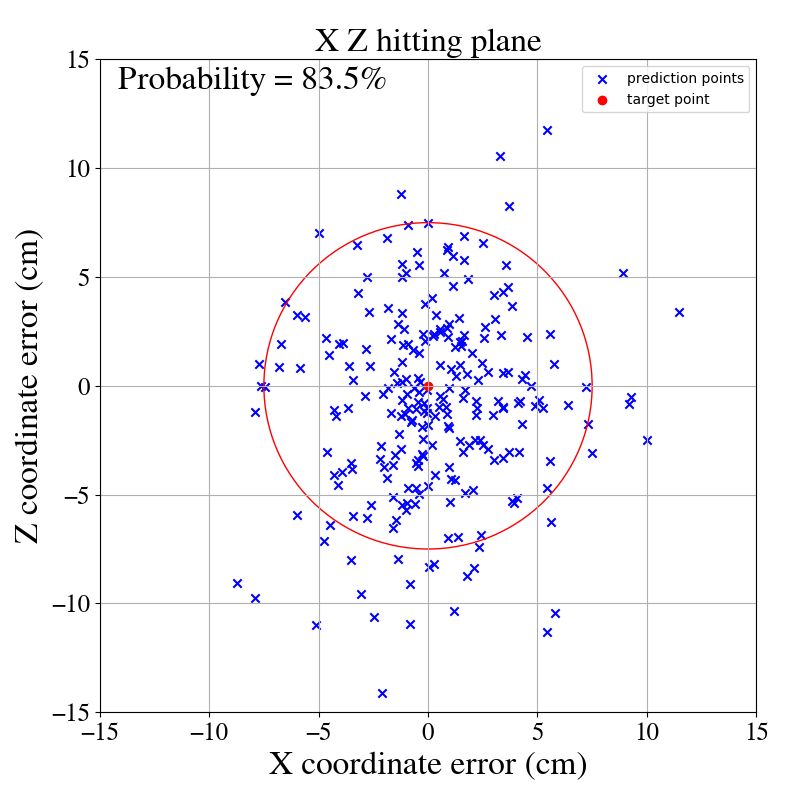 X Z hitting plane
Probability = 83.5%
prediction points
target point
15
10
5
0
−5
−10
−15
Z coordinate error (cm)
−15 −10 −5 0 5 10 15
X coordinate error (cm)